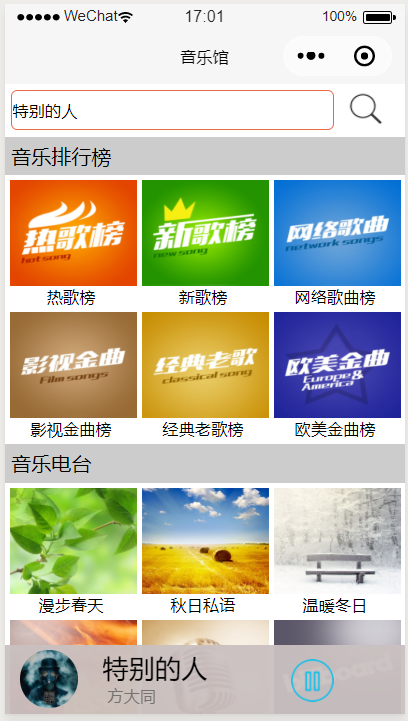 WeChat 17:01 100%
音乐馆
特别的人
音乐排行榜
热歌榜
hot song
新歌榜
new song
网络歌曲
network songs
热歌榜 新歌榜 网络歌曲榜
影视金曲
Film songs
经典老歌
classical song
欧美金曲
Europe&
America
影视金曲榜 经典老歌榜 欧美金曲榜
音乐电台
漫步春天 秋日私语 温暖冬日
特别的人
方大同